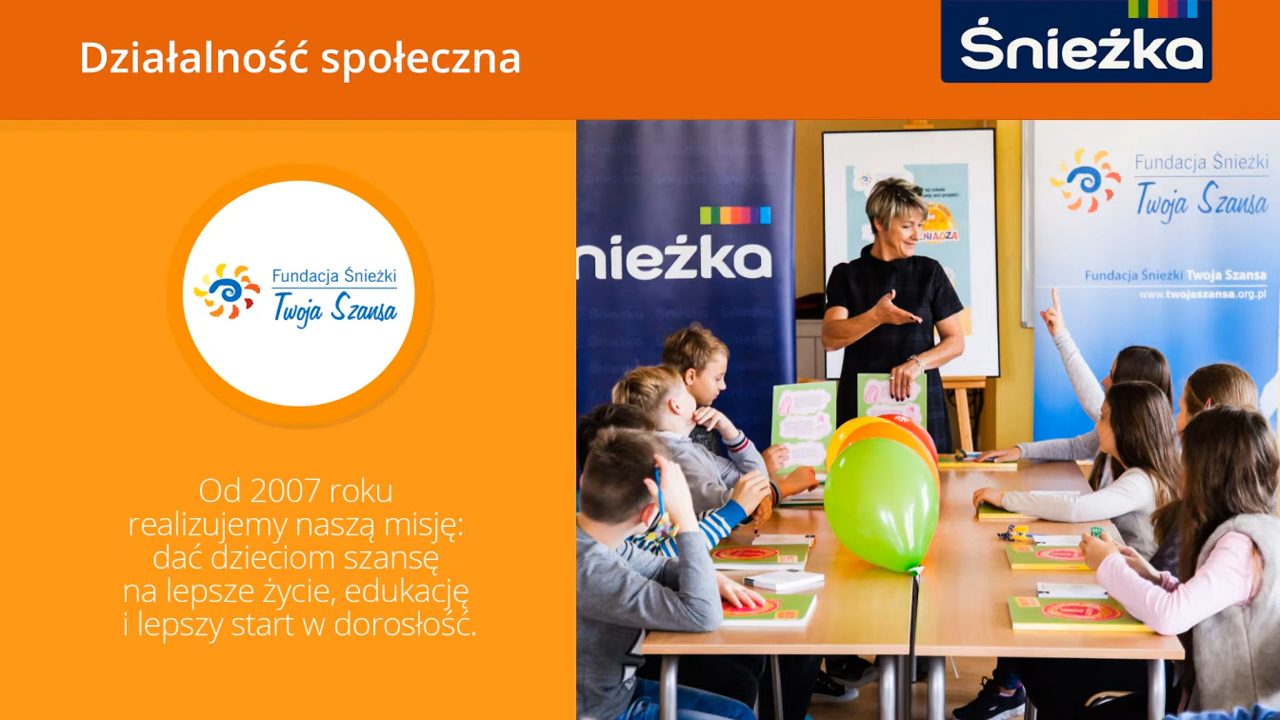 Działalność społeczna
Śnieżka
Fundacja Śnieżki
Twoja Szansa
Od 2007 roku
realizujemy naszą misję:
dać dzieciom szansę
na lepsze życie, edukację
i lepszy start w dorosłość.
nieżka
Fundacja Śnieżki
Twoja Szansa
Fundacja Śnieżki Twoja Szansa
www.twojaszansa.org.pl